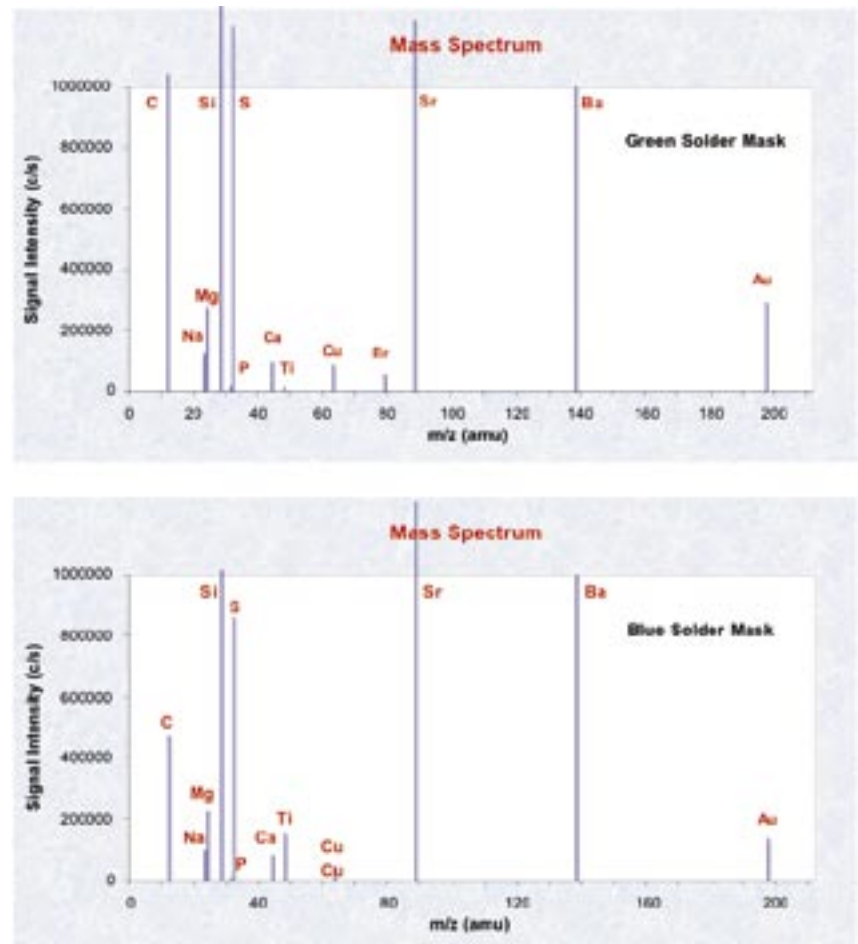 Mass Spectrum
1000000
C
Si
S
Sr
Ba
Green Solder Mask
800000
600000
400000
200000
0
Signal Intensity (c/s)
Mg
Na
P
Ca
Ti
Cu
Br
Au
0 20 40 60 80 100 120 140 160 180 200
m/z (amu)
Mass Spectrum
1000000
Si
S
Sr
Ba
Blue Solder Mask
800000
600000
400000
200000
0
Signal Intensity (c/s)
C
Mg
Na
P
Ca
Ti
Cu
Cu
Au
0 40 80 120 160 200
m/z (amu)